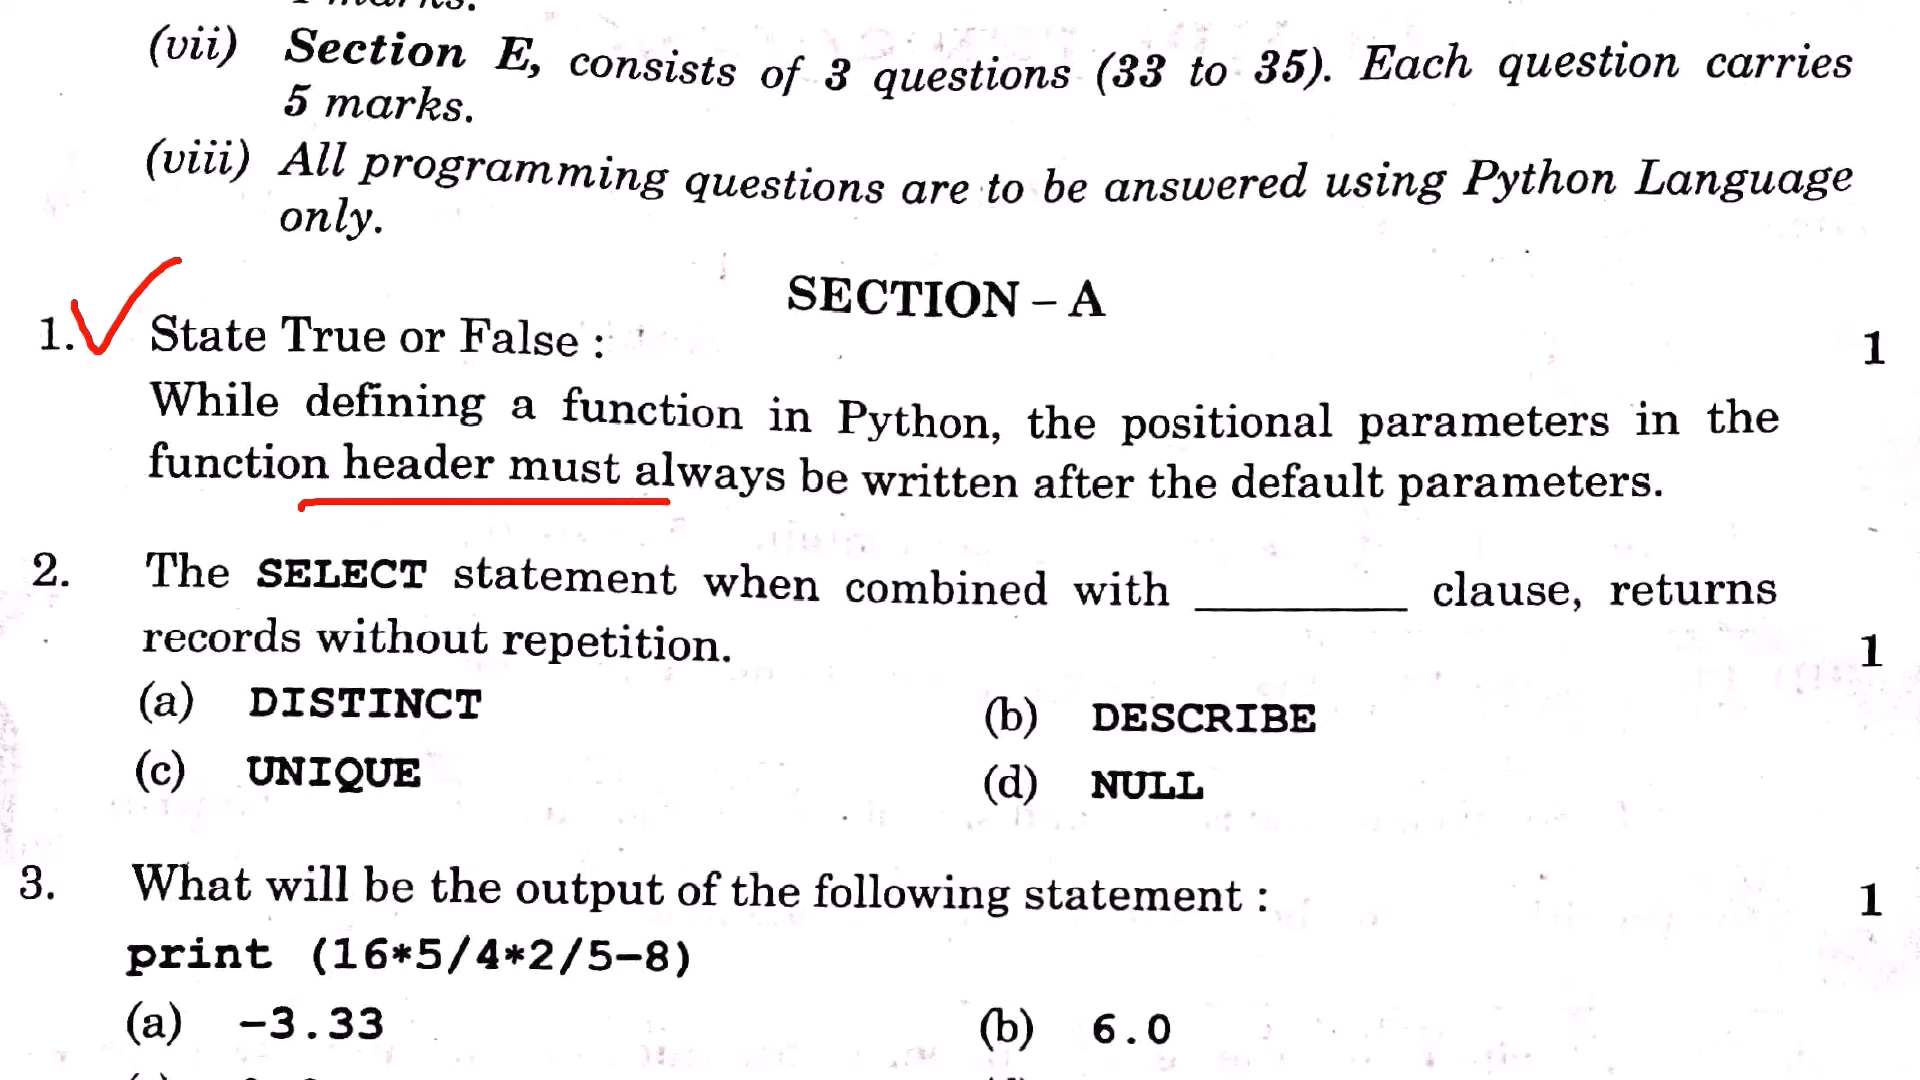 (vii) Section E, consists of 3 questions (33 to 35). Each question carries
5 marks.
(viii) All programming questions are to be answered using Python Language
only.
SECTION – A
1. State True or False : 1
While defining a function in Python, the positional parameters in the
function header must always be written after the default parameters.
2. The SELECT statement when combined with ________ clause, returns
records without repetition. 1
(a) DISTINCT (b) DESCRIBE
(c) UNIQUE (d) NULL
3. What will be the output of the following statement : 1
print (16*5/4*2/5–8)
(a) –3.33 (b) 6.0